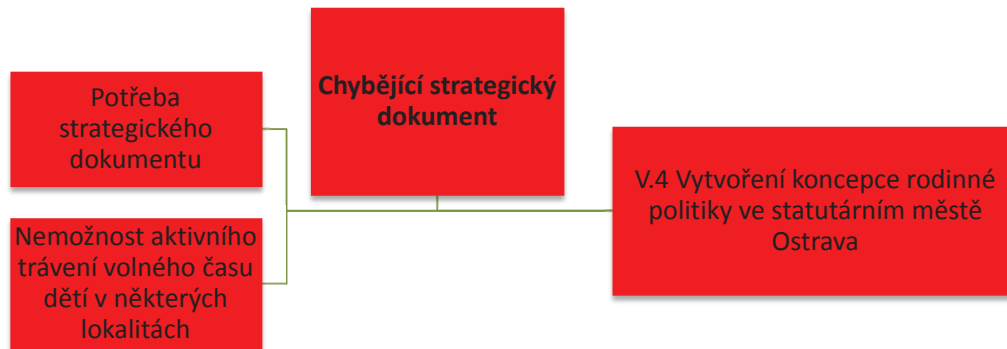 Chybějící strategický
dokument
Potřeba
strategického
dokumentu
Nemožnost aktivního
trávení volného času
dětí v některých
lokalitách
V.4 Vytvoření koncepce rodinné
politiky ve statutárním městě
Ostrava